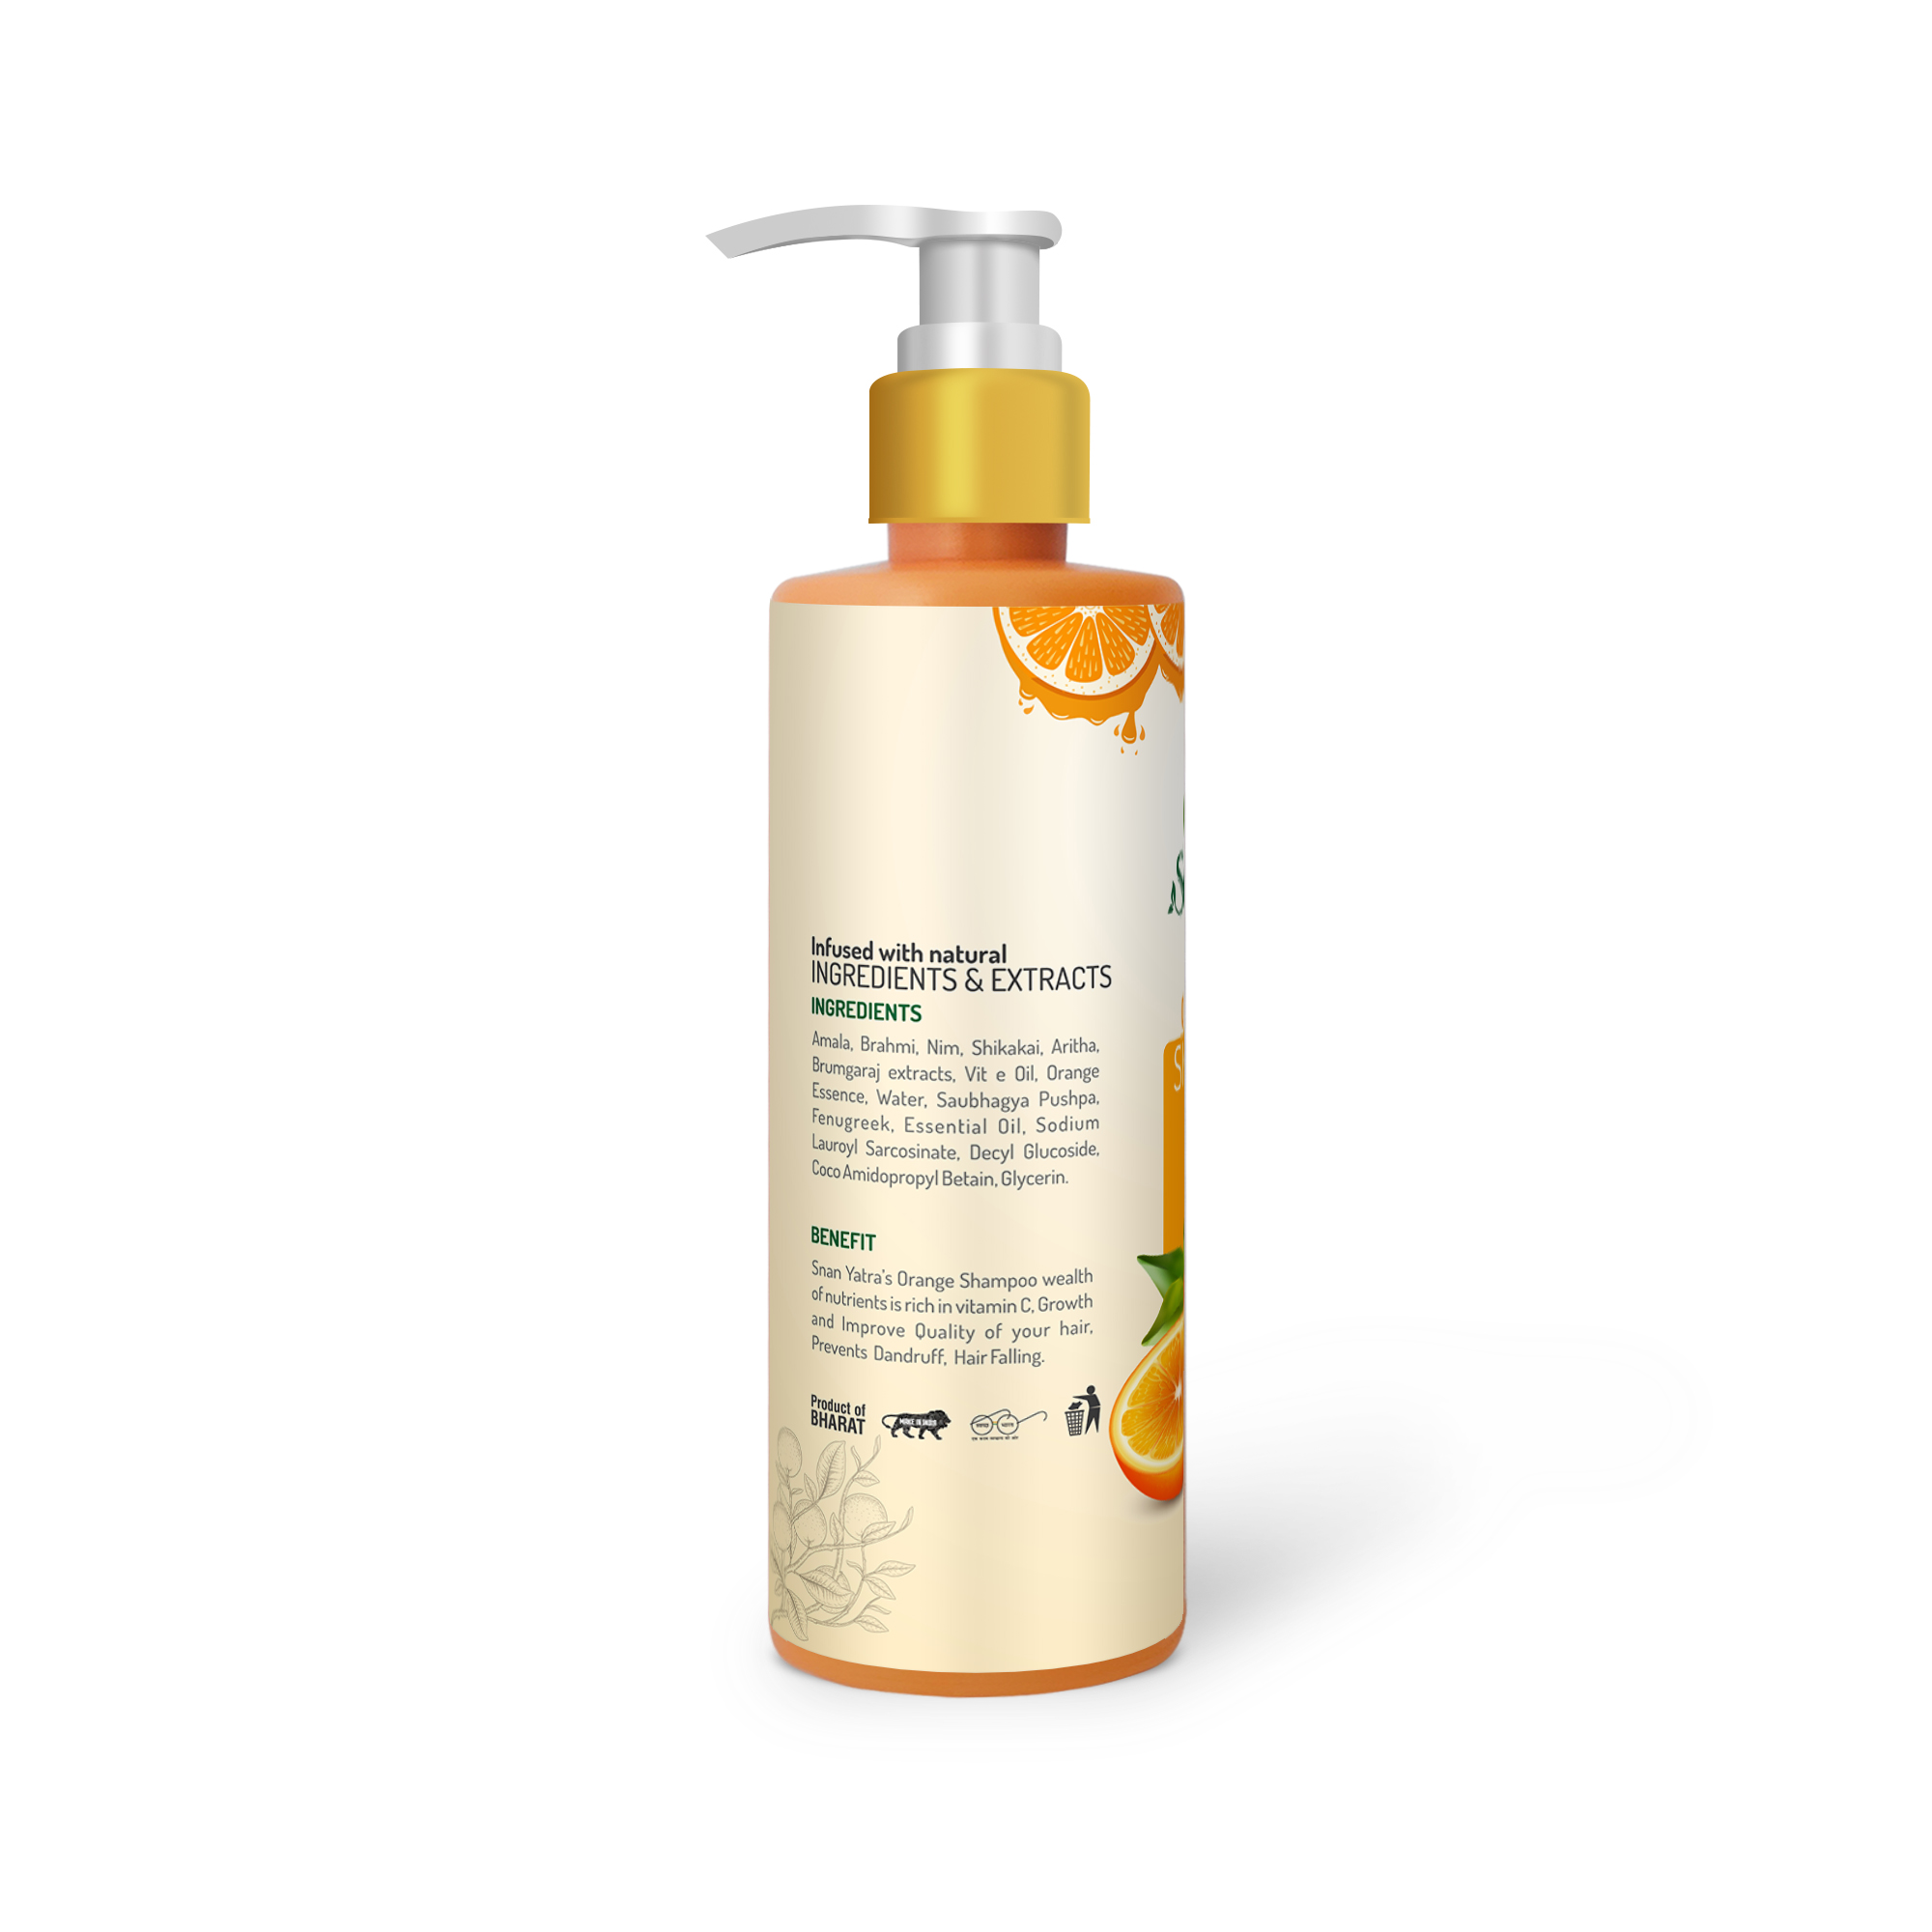 Infused with natural
INGREDIENTS & EXTRACTS
INGREDIENTS
Amala, Brahmi, Nim, Shikakai, Aritha,
Brumgaraj extracts, Vit e Oil, Orange
Essence, Water, Saubhagya Pushpa,
Fenugreek, Essential Oil, Sodium
Lauroyl Sarcosinate, Decyl Glucoside,
Coco Amidopropyl Betain, Glycerin.
BENEFIT
Snan Yatra's Orange Shampoo wealth
of nutrients is rich in vitamin C, Growth
and Improve Quality of your hair,
Prevents Dandruff, Hair Falling.
Product of
BHARAT
MAKE IN INDIA